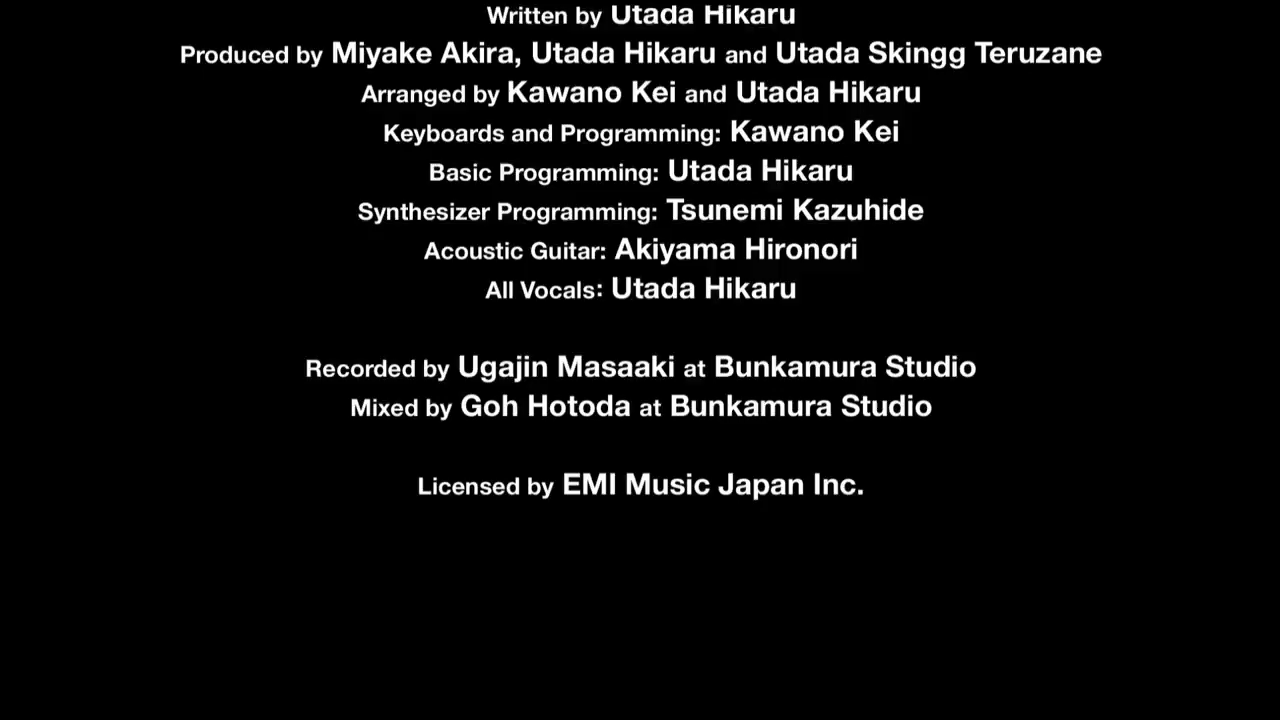 Written by Utada Hikaru
Produced by Miyake Akira, Utada Hikaru and Utada Skingg Teruzane
Arranged by Kawano Kei and Utada Hikaru
Keyboards and Programming: Kawano Kei
Basic Programming: Utada Hikaru
Synthesizer Programming: Tsunemi Kazuhide
Acoustic Guitar: Akiyama Hironori
All Vocals: Utada Hikaru
Recorded by Ugajin Masaaki at Bunkamura Studio
Mixed by Goh Hotoda at Bunkamura Studio
Licensed by EMI Music Japan Inc.